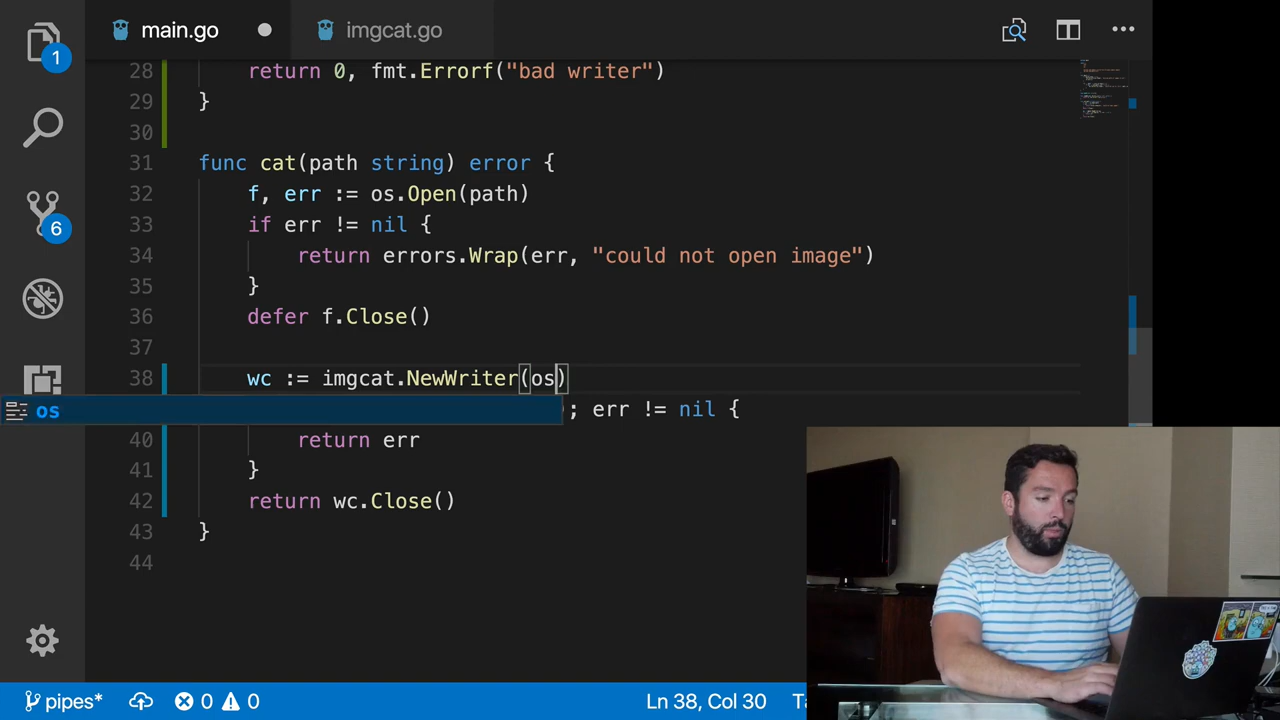 main.go
imgcat.go
1
6
28 return 0, fmt.Errorf("bad writer")
29 }
30
31 func cat(path string) error {
32 f, err := os.Open(path)
33 if err != nil {
34 return errors.Wrap(err, "could not open image")
35 }
36 defer f.Close()
37
38 wc := imgcat.NewWriter(os)
os
; err != nil {
40 return err
41 }
42 return wc.Close()
43 }
44
pipes* 0 0 Ln 38, Col 30